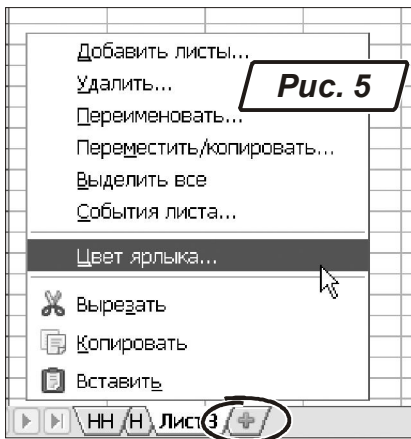 Добавить листы...
Удалить...
Рис. 5
Переименовать...
Переместить/копировать...
Выделить все
События листа...
Цвет ярлыка...
Вырезать
Копировать
Вставить
НН Н Лист3